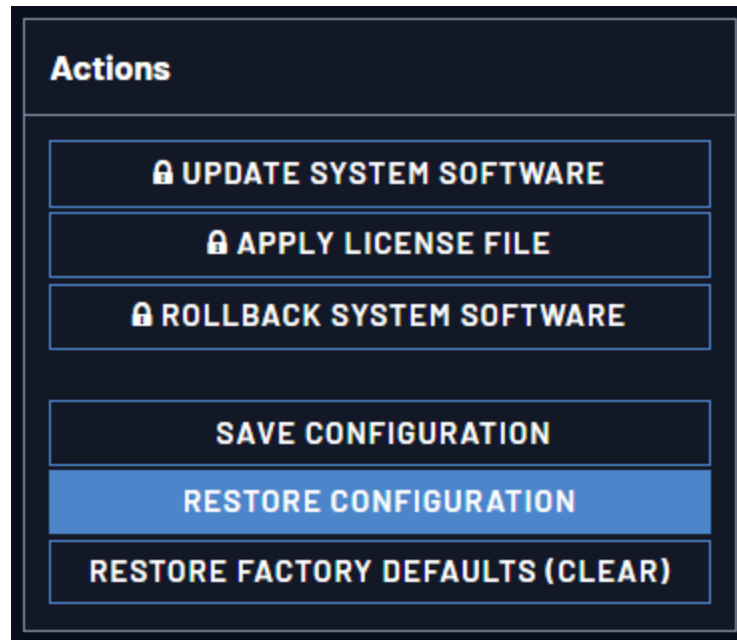 Actions
UPDATE SYSTEM SOFTWARE
APPLY LICENSE FILE
ROLLBACK SYSTEM SOFTWARE
SAVE CONFIGURATION
RESTORE CONFIGURATION
RESTORE FACTORY DEFAULTS (CLEAR)